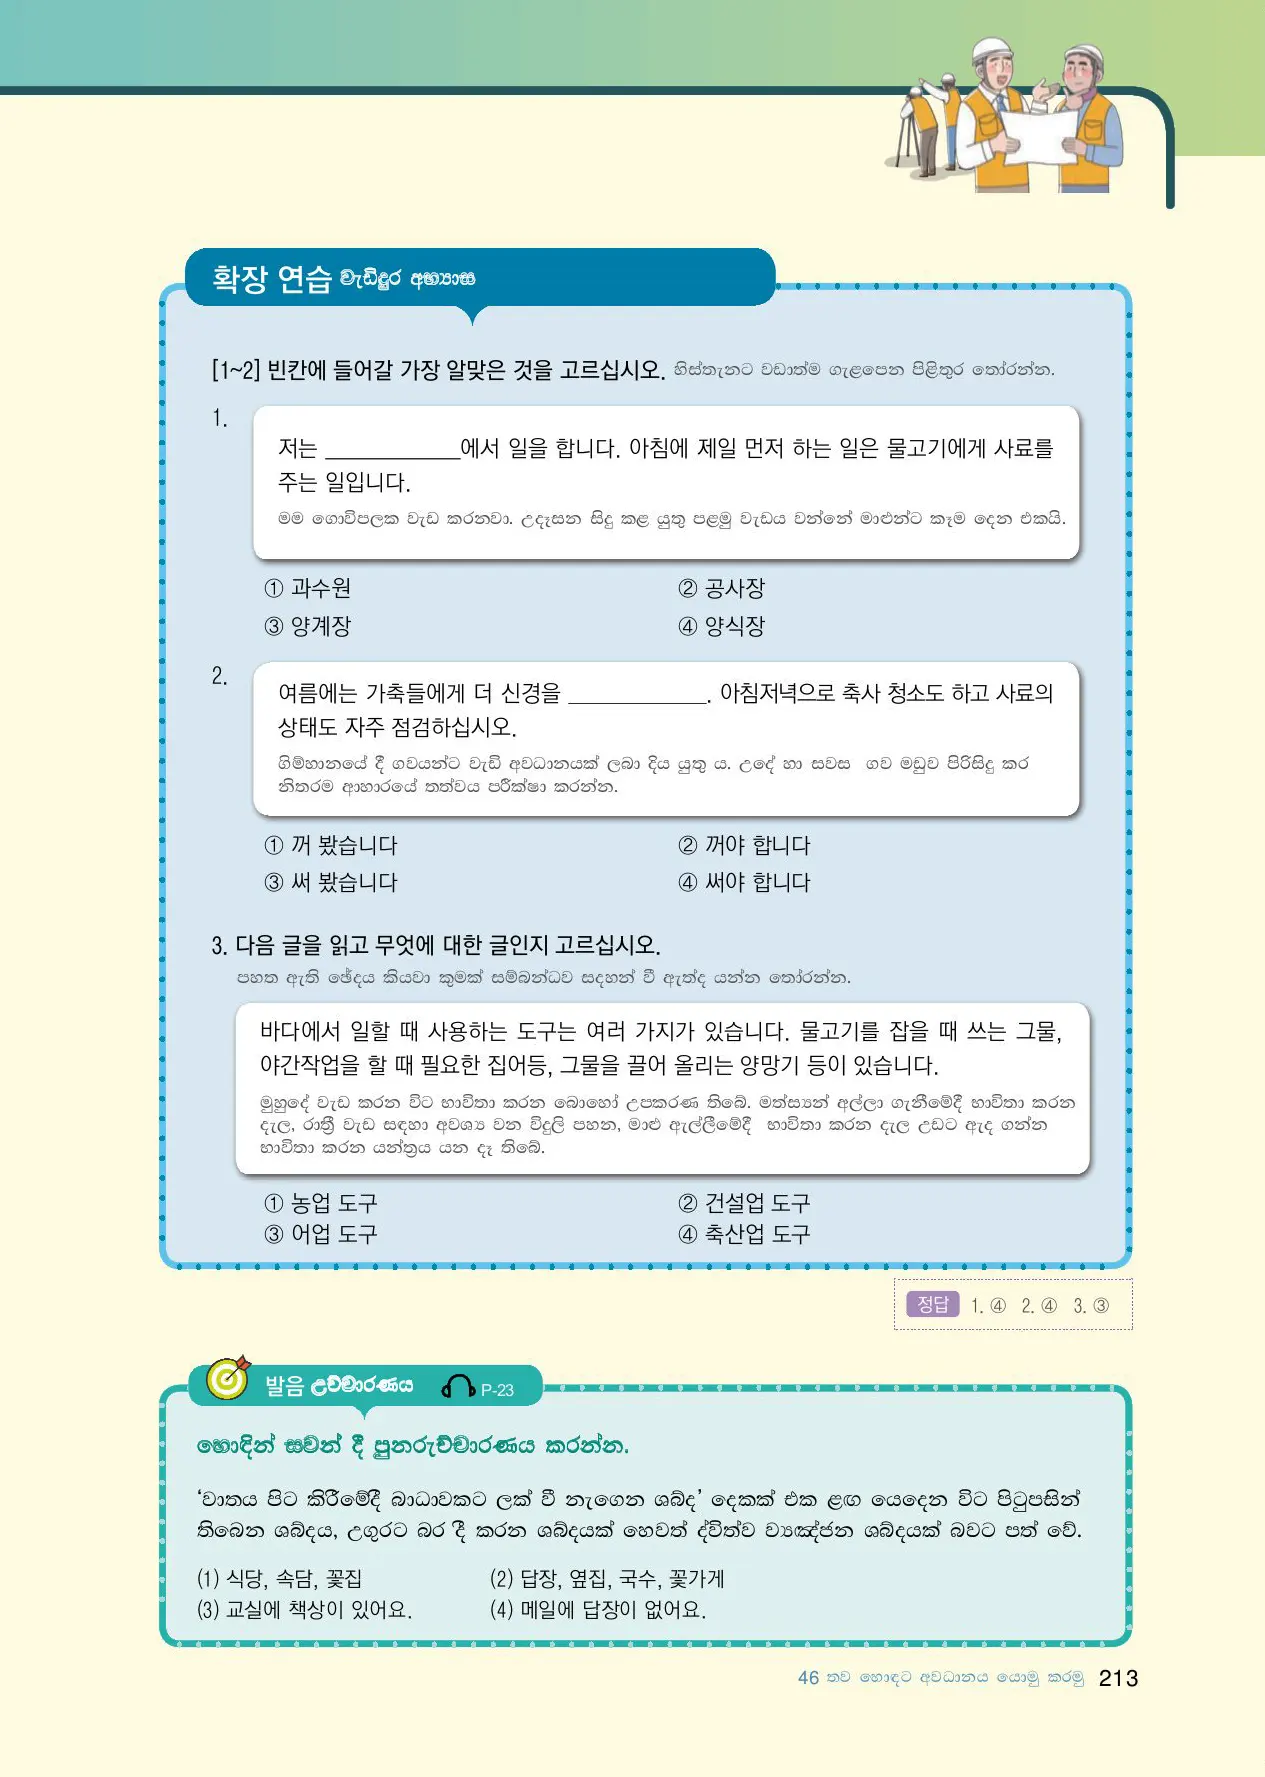 확장 연습 වැඩිදුර අභ්‍යාස
[1~2] 빈칸에 들어갈 가장 알맞은 것을 고르십시오. හිස්තැනට වඩාත්ම ගැළපෙන පිළිතුර තෝරන්න.
1.
저는 ____________에서 일을 합니다. 아침에 제일 먼저 하는 일은 물고기에게 사료를
주는 일입니다.
මම ගොවිපලක වැඩ කරනවා. උදෑසන සිදු කළ යුතු පළමු වැඩය වන්නේ මාළුන්ට කෑම දෙන එකයි.
① 과수원 ② 공사장
③ 양계장 ④ 양식장
2.
여름에는 가축들에게 더 신경을 ____________. 아침저녁으로 축사 청소도 하고 사료의
상태도 자주 점검하십시오.
ගිම්හානයේ දී ගවයන්ට වැඩි අවධානයක් ලබා දිය යුතු ය. උදේ හා සවස ගව මඩුව පිරිසිදු කර
නිතරම ආහාරයේ තත්වය පරීක්ෂා කරන්න.
① 꺼 봤습니다 ② 꺼야 합니다
③ 써 봤습니다 ④ 써야 합니다
3. 다음 글을 읽고 무엇에 대한 글인지 고르십시오.
පහත ඇති ඡේදය කියවා කුමක් සම්බන්ධව සදහන් වී ඇත්ද යන්න තෝරන්න.
바다에서 일할 때 사용하는 도구는 여러 가지가 있습니다. 물고기를 잡을 때 쓰는 그물,
야간작업을 할 때 필요한 집어등, 그물을 끌어 올리는 양망기 등이 있습니다.
මුහුදේ වැඩ කරන විට භාවිතා කරන බොහෝ උපකරණ තිබේ. මත්ස්‍යන් අල්ලා ගැනීමේදී භාවිතා කරන
දැල, රාත්‍රී වැඩ සඳහා අවශ්‍ය වන විදුලි පහන, මාළු ඇල්ලීමේදී භාවිතා කරන දැල උඩට ඇද ගන්න
භාවිතා කරන යන්ත්‍රය යන දෑ තිබේ.
① 농업 도구 ② 건설업 도구
③ 어업 도구 ④ 축산업 도구
정답 1. ④ 2. ④ 3. ③
발음 උච්චාරණය P-23
හොඳින් සවන් දී පුනරුච්චාරණය කරන්න.
‘වාතය පිට කිරීමේදී බාධාවකට ලක් වී නැගෙන ශබ්ද’ දෙකක් එක ළඟ යෙදෙන විට පිටුපසින්
තිබෙන ශබ්දය, උගුරට බර දී කරන ශබ්දයක් හෙවත් ද්විත්ව ව්‍යඤ්ජන ශබ්දයක් බවට පත් වේ.
(1) 식당, 속담, 꽃집 (2) 답장, 옆집, 국수, 꽃가게
(3) 교실에 책상이 있어요. (4) 메일에 답장이 없어요.
46 තව හොඳට අවධානය යොමු කරමු 213